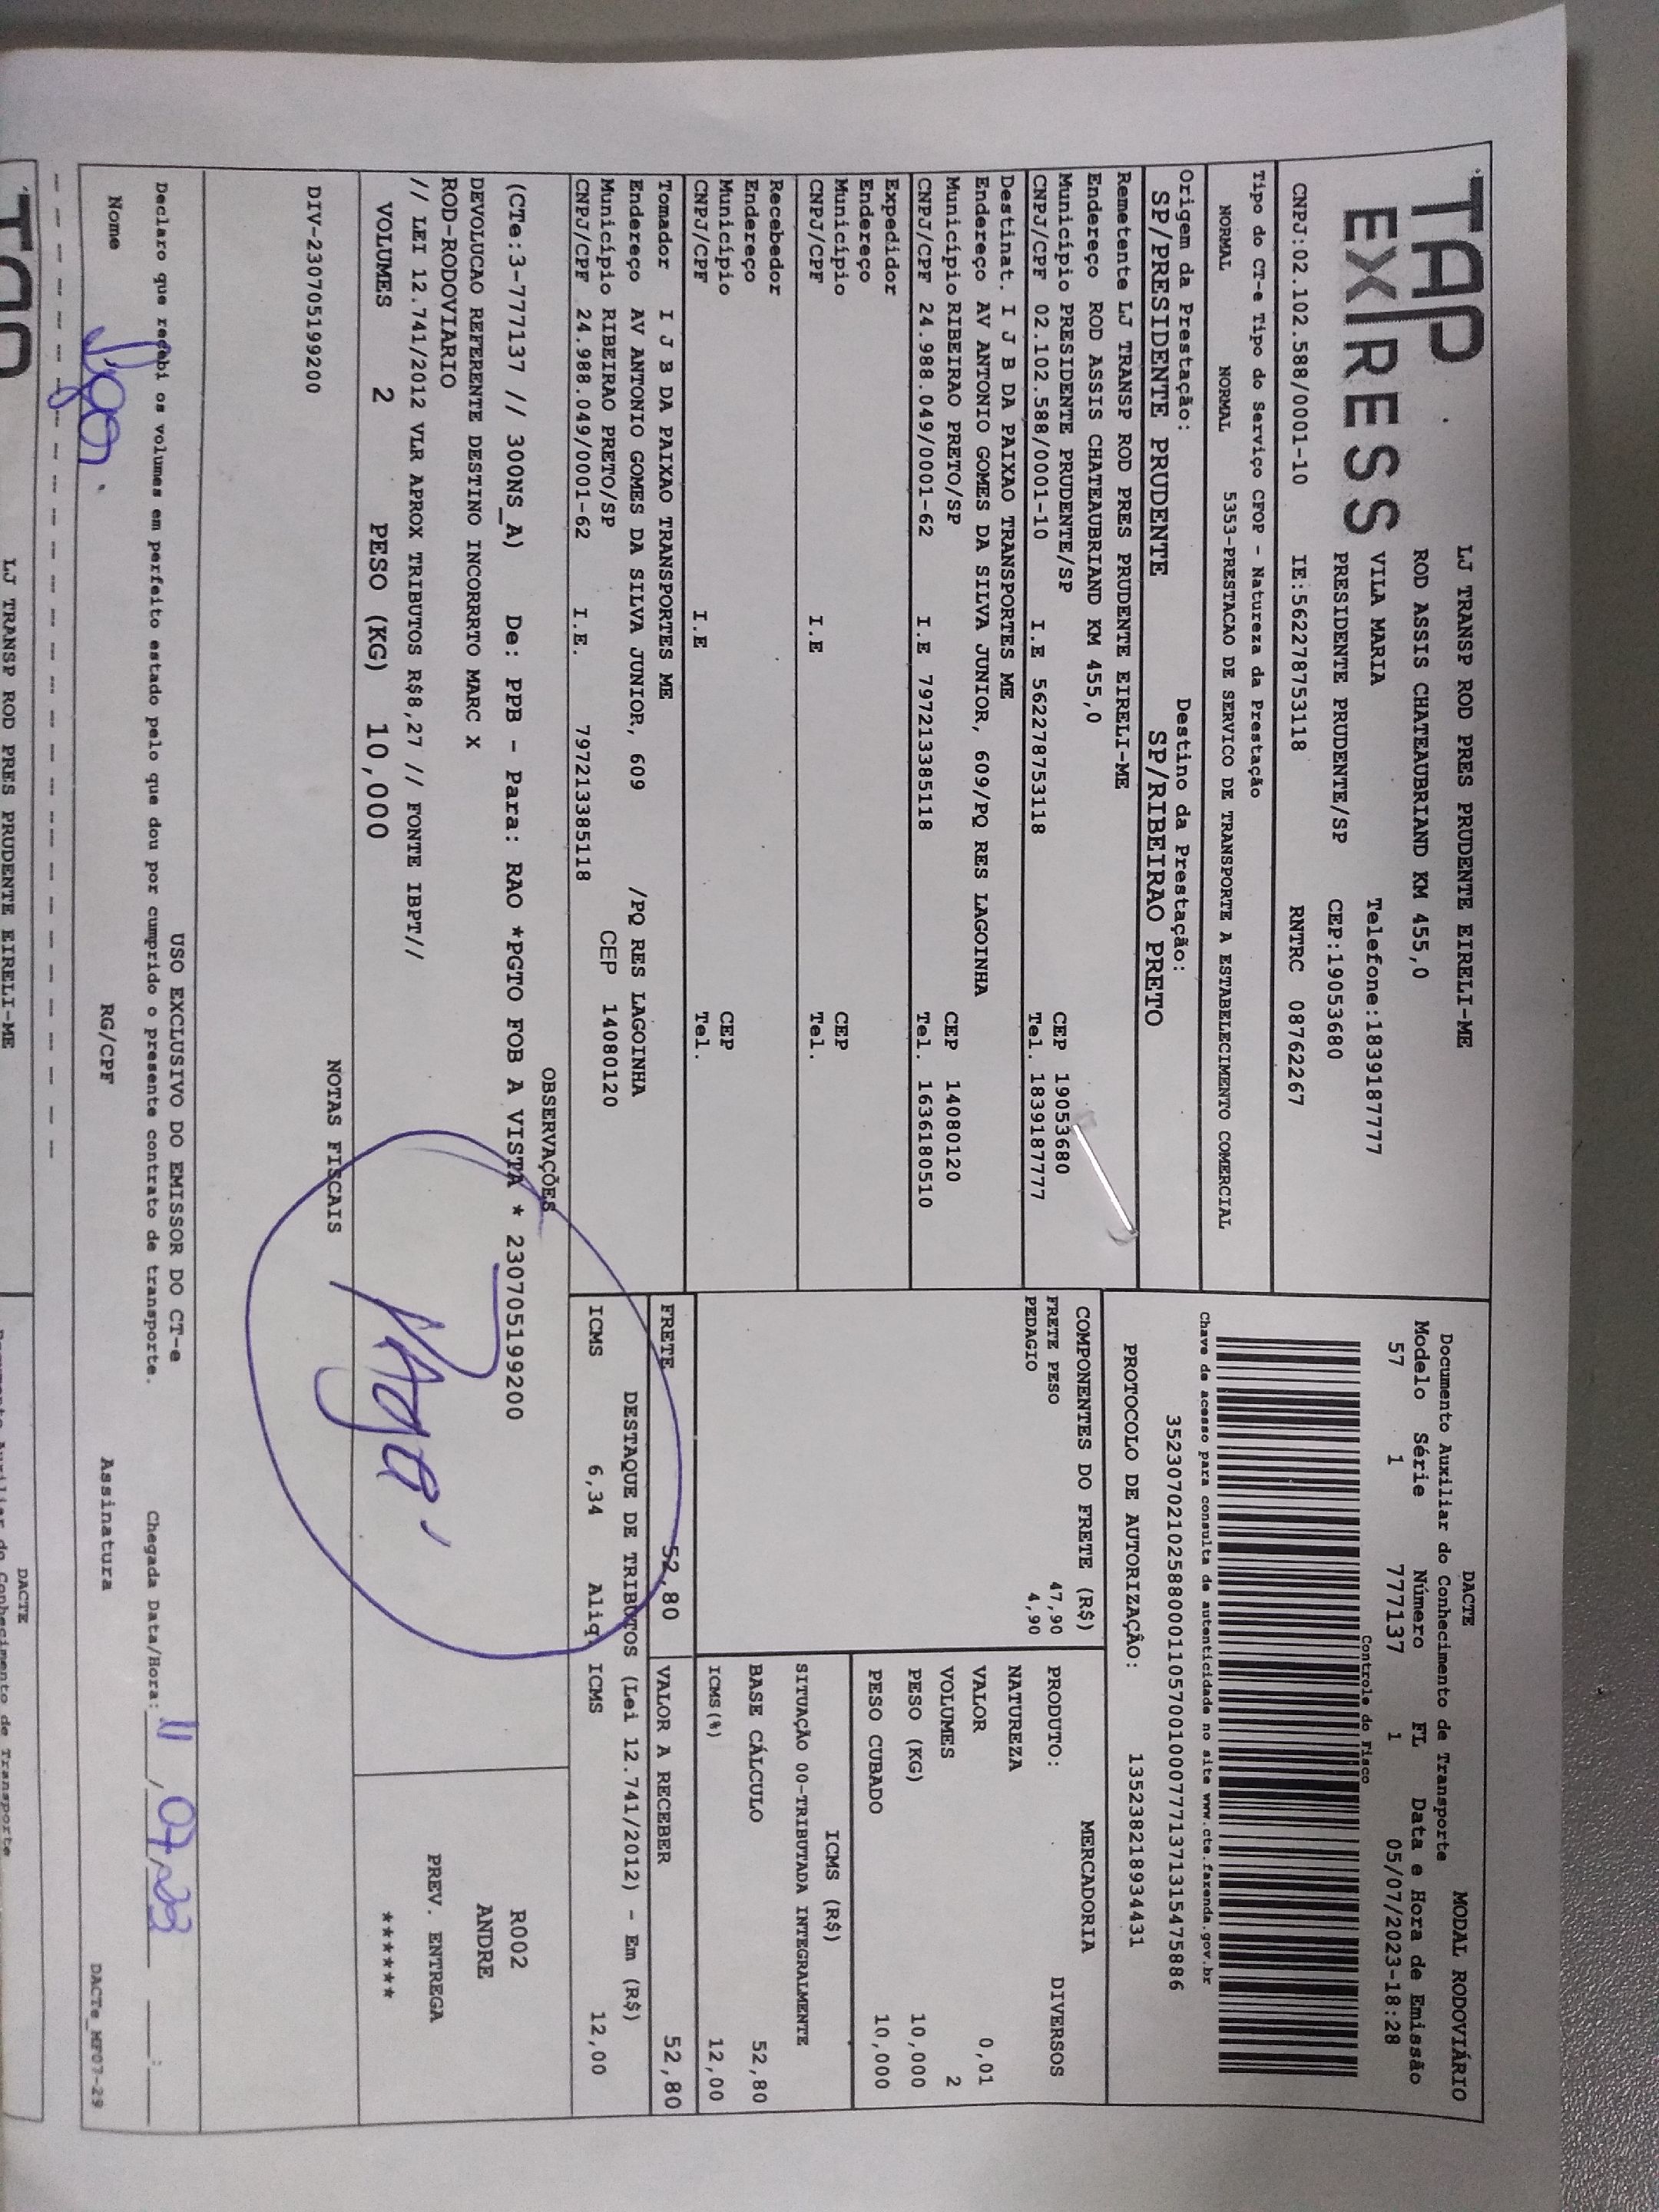 TAP
EXPRESS
LJ TRANSP ROD PRES PRUDENTE EIRELI-ME
ROD ASSIS CHATEAUBRIAND KM 455,0
VILA MARIA Telefone:1839187777
PRESIDENTE PRUDENTE/SP CEP:19053680
CNPJ:02.102.588/0001-10 IE:562278753118 RNTRC 08762267
DACTE MODAL RODOVIÁRIO
Documento Auxiliar do Conhecimento de Transporte
Modelo Série Número FL Data e Hora de Emissão
57 1 777137 1 05/07/2023-18:28
Controle do Fisco
Chave de acesso para consulta de autenticidade no site www.cte.fazenda.gov.br
35230702102588000110570010007771371315475886
PROTOCOLO DE AUTORIZAÇÃO: 135238218934431
Tipo do CT-e Tipo do Serviço CFOP - Natureza da Prestação
NORMAL NORMAL 5353-PRESTACAO DE SERVICO DE TRANSPORTE A ESTABELECIMENTO COMERCIAL
Origem da Prestação: Destino da Prestação:
SP/PRESIDENTE PRUDENTE SP/RIBEIRAO PRETO
Remetente LJ TRANSP ROD PRES PRUDENTE EIRELI-ME
Endereço ROD ASSIS CHATEAUBRIAND KM 455,0
Município PRESIDENTE PRUDENTE/SP CEP 19053680
CNPJ/CPF 02.102.588/0001-10 I.E 562278753118 Tel. 1839187777
Destinat. I J B DA PAIXAO TRANSPORTES ME
Endereço AV ANTONIO GOMES DA SILVA JUNIOR, 609/PQ RES LAGOINHA
Município RIBEIRAO PRETO/SP CEP 14080120
CNPJ/CPF 24.988.049/0001-62 I.E 797213385118 Tel. 1636180510
Expedidor
Endereço
Município CEP
CNPJ/CPF I.E Tel.
Recebedor
Endereço
Município CEP
CNPJ/CPF I.E Tel.
Tomador I J B DA PAIXAO TRANSPORTES ME
Endereço AV ANTONIO GOMES DA SILVA JUNIOR, 609 /PQ RES LAGOINHA
Município RIBEIRAO PRETO/SP CEP 14080120
CNPJ/CPF 24.988.049/0001-62 I.E. 797213385118
COMPONENTES DO FRETE (R$)
FRETE PESO 47,90
PEDAGIO 4,90
MERCADORIA
PRODUTO: DIVERSOS
NATUREZA
VALOR 0,01
VOLUMES 2
PESO (KG) 10,000
PESO CUBADO 10,000
ICMS (R$)
SITUAÇÃO 00-TRIBUTADA INTEGRALMENTE
BASE CÁLCULO 52,80
ICMS(%) 12,00
FRETE 52,80 VALOR A RECEBER 52,80
DESTAQUE DE TRIBUTOS (Lei 12.741/2012) - Em (R$)
ICMS 6,34 Aliq. ICMS 12,00
OBSERVAÇÕES
(CTe:3-777137 // 300NS_A) De: PPB - Para: RAO *PGTO FOB A VISTA * 230705199200
DEVOLUCAO REFERENTE DESTINO INCORRRTO MARC X
ROD-RODOVIARIO
// LEI 12.741/2012 VLR APROX TRIBUTOS R$8,27 // FONTE IBPT//
VOLUMES 2 PESO (KG) 10,000
Pago
R002
ANDRE
PREV. ENTREGA
******
NOTAS FISCAIS
DIV-230705199200
USO EXCLUSIVO DO EMISSOR DO CT-e
Declaro que recebi os volumes em perfeito estado pelo que dou por cumprido o presente contrato de transporte. Chegada Data/Hora: 11/07/23 :
Nome RG/CPF Assinatura
DACTe_MF07-29
LJ TRANSP ROD PRES PRUDENTE EIRELI-ME
DACTE